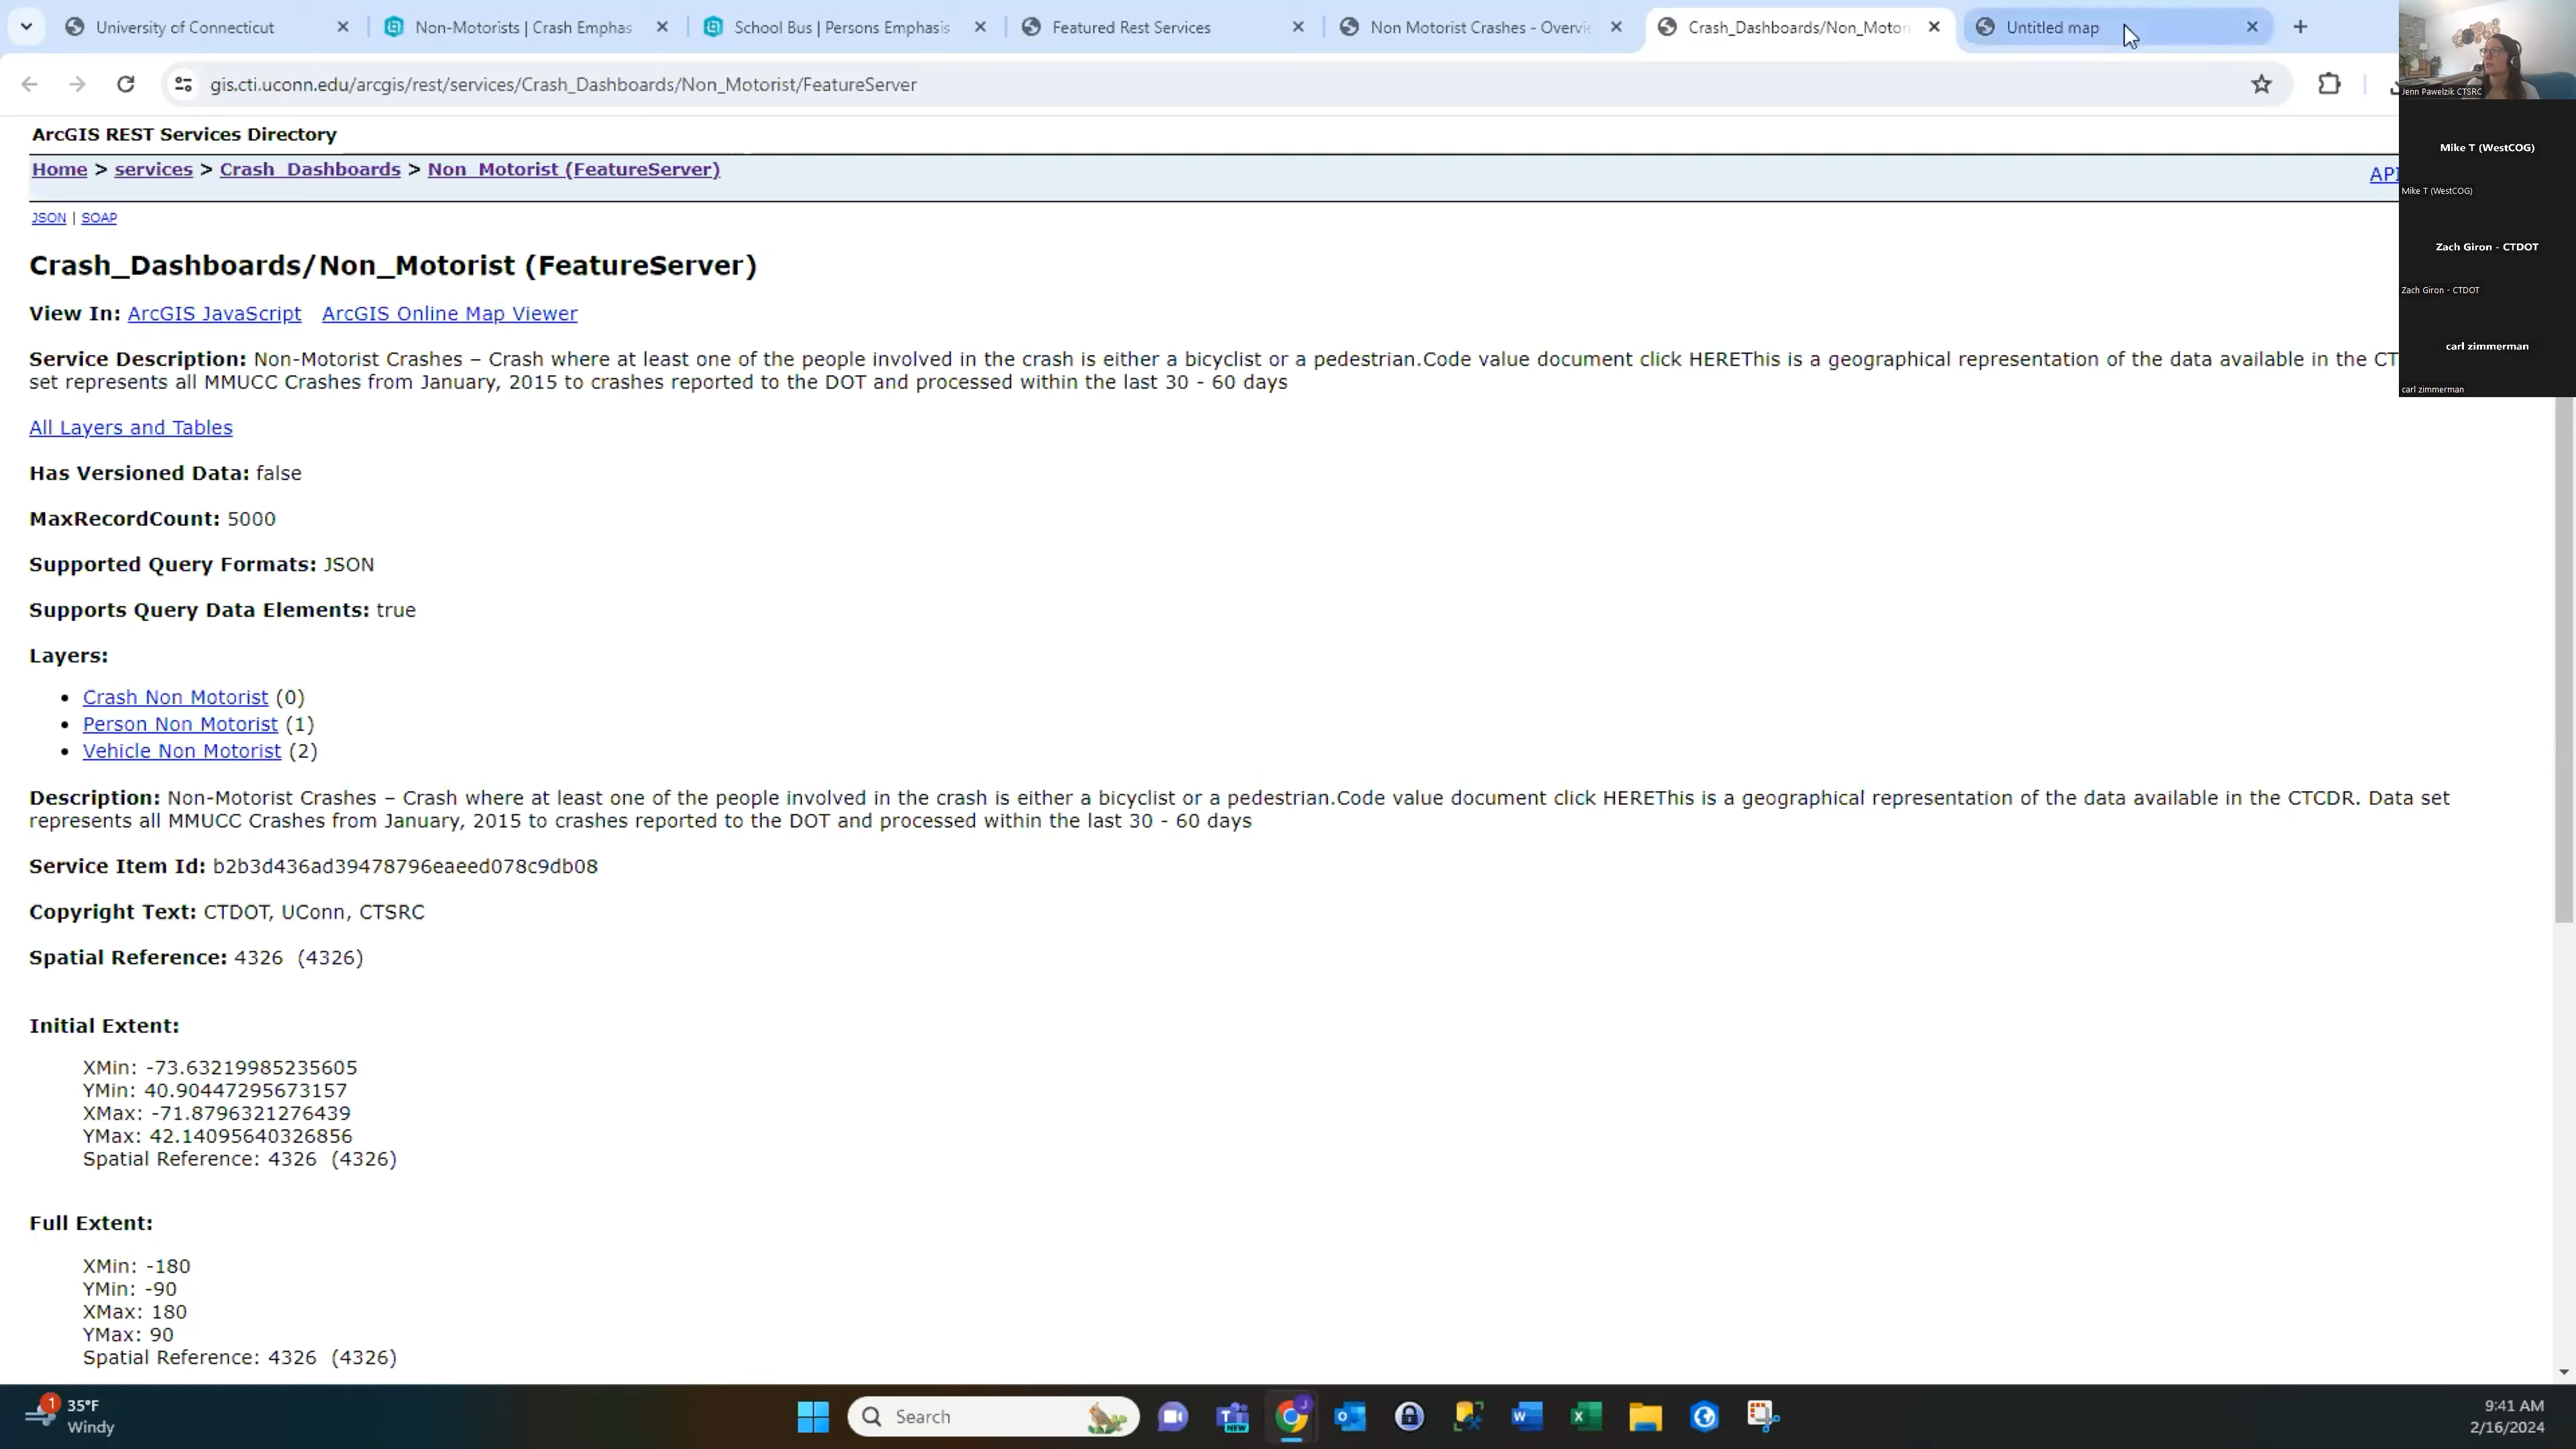 University of Connecticut
Non-Motorists | Crash Emphas
School Bus | Persons Emphasis
Featured Rest Services
Non Motorist Crashes - Overvi
Crash_Dashboards/Non_Motori
Untitled map
gis.cti.uconn.edu/arcgis/rest/services/Crash_Dashboards/Non_Motorist/FeatureServer
Jenn Pawelzik CTSRC
Mike T (WestCOG)
Mike T (WestCOG)
Zach Giron - CTDOT
Zach Giron - CTDOT
carl zimmerman
carl zimmerman
ArcGIS REST Services Directory
Home > services > Crash_Dashboards > Non_Motorist (FeatureServer)
API
JSON | SOAP
Crash_Dashboards/Non_Motorist (FeatureServer)
View In: ArcGIS JavaScript ArcGIS Online Map Viewer
Service Description: Non-Motorist Crashes – Crash where at least one of the people involved in the crash is either a bicyclist or a pedestrian.Code value document click HEREThis is a geographical representation of the data available in the CT
set represents all MMUCC Crashes from January, 2015 to crashes reported to the DOT and processed within the last 30 - 60 days
All Layers and Tables
Has Versioned Data: false
MaxRecordCount: 5000
Supported Query Formats: JSON
Supports Query Data Elements: true
Layers:
• Crash Non Motorist (0)
• Person Non Motorist (1)
• Vehicle Non Motorist (2)
Description: Non-Motorist Crashes – Crash where at least one of the people involved in the crash is either a bicyclist or a pedestrian.Code value document click HEREThis is a geographical representation of the data available in the CTCDR. Data set
represents all MMUCC Crashes from January, 2015 to crashes reported to the DOT and processed within the last 30 - 60 days
Service Item Id: b2b3d436ad39478796eaeed078c9db08
Copyright Text: CTDOT, UConn, CTSRC
Spatial Reference: 4326 (4326)
Initial Extent:
XMin: -73.63219985235605
YMin: 40.90447295673157
XMax: -71.8796321276439
YMax: 42.14095640326856
Spatial Reference: 4326 (4326)
Full Extent:
XMin: -180
YMin: -90
XMax: 180
YMax: 90
Spatial Reference: 4326 (4326)
1
35°F
Windy
Search
NEW
9:41 AM
2/16/2024